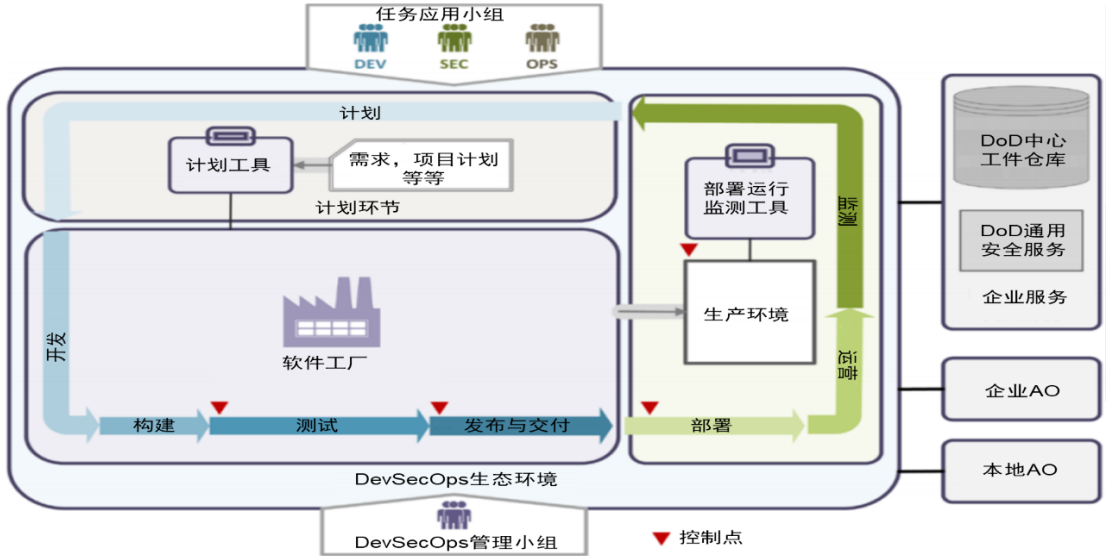 任务应用小组
DEV
SEC
OPS
计划
计划工具
需求，项目计划
等等
计划环节
开发
软件工厂
构建
测试
发布与交付
部署运行
监测工具
监测
生产环境
运营
部署
DevSecOps生态环境
DevSecOps管理小组
控制点
DoD中心
工件仓库
DoD通用
安全服务
企业服务
企业AO
本地AO